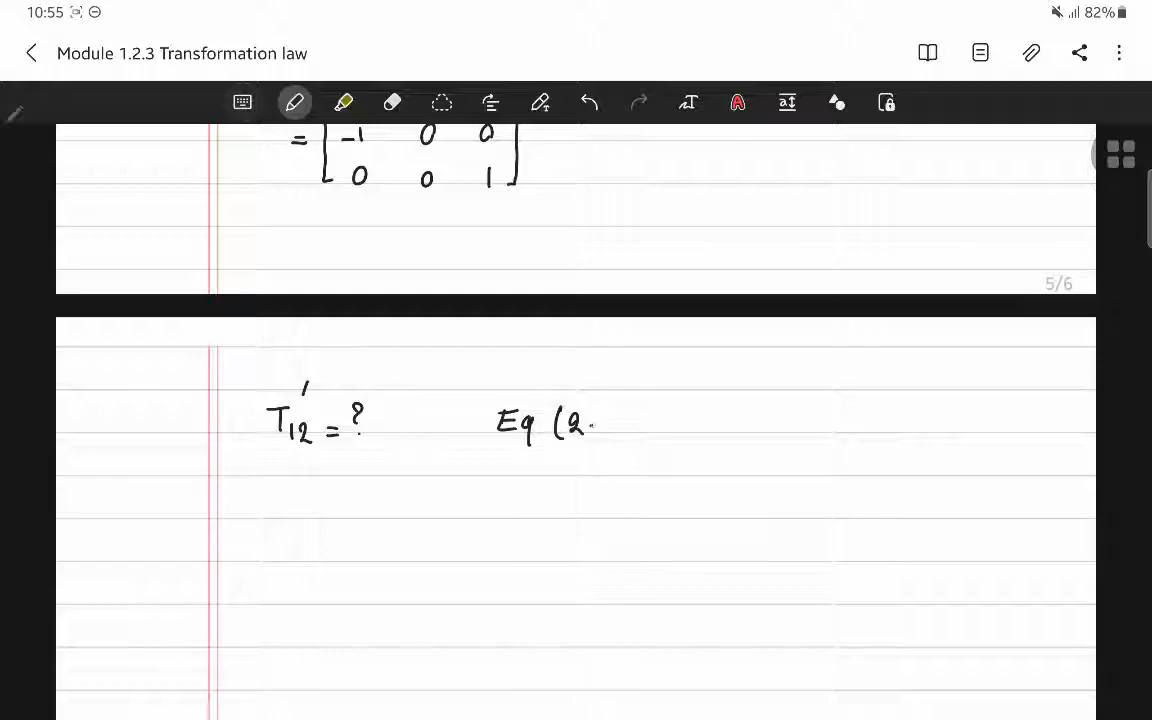 10:55 82%
Module 1.2.3 Transformation law
= -1 0 0
0 0 1
5/6
T₁₂' = ? Eq (2.